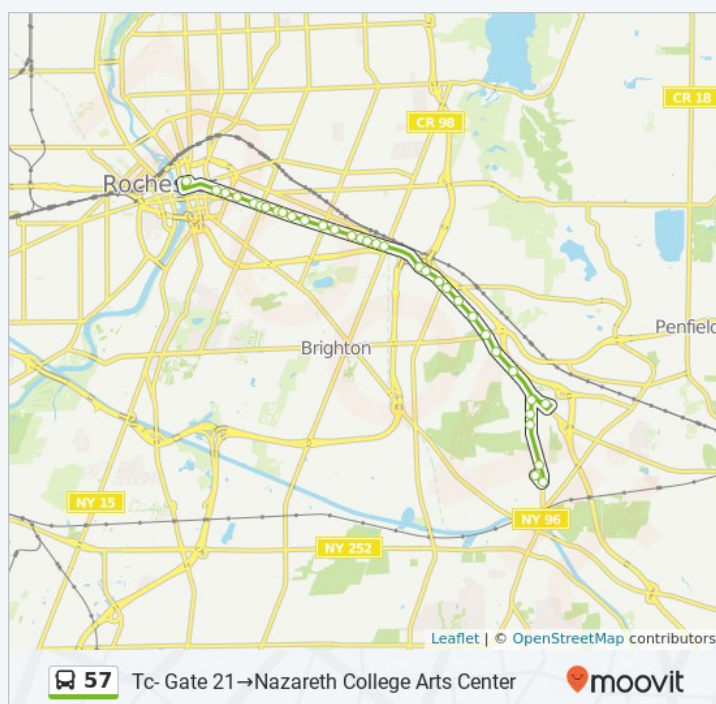 CR 18
CR 98
Roche
Penfield
Brighton
NY 15
NY 96
NY 252
Leaflet | © OpenStreetMap contributors
57 Tc- Gate 21→Nazareth College Arts Center
moovit